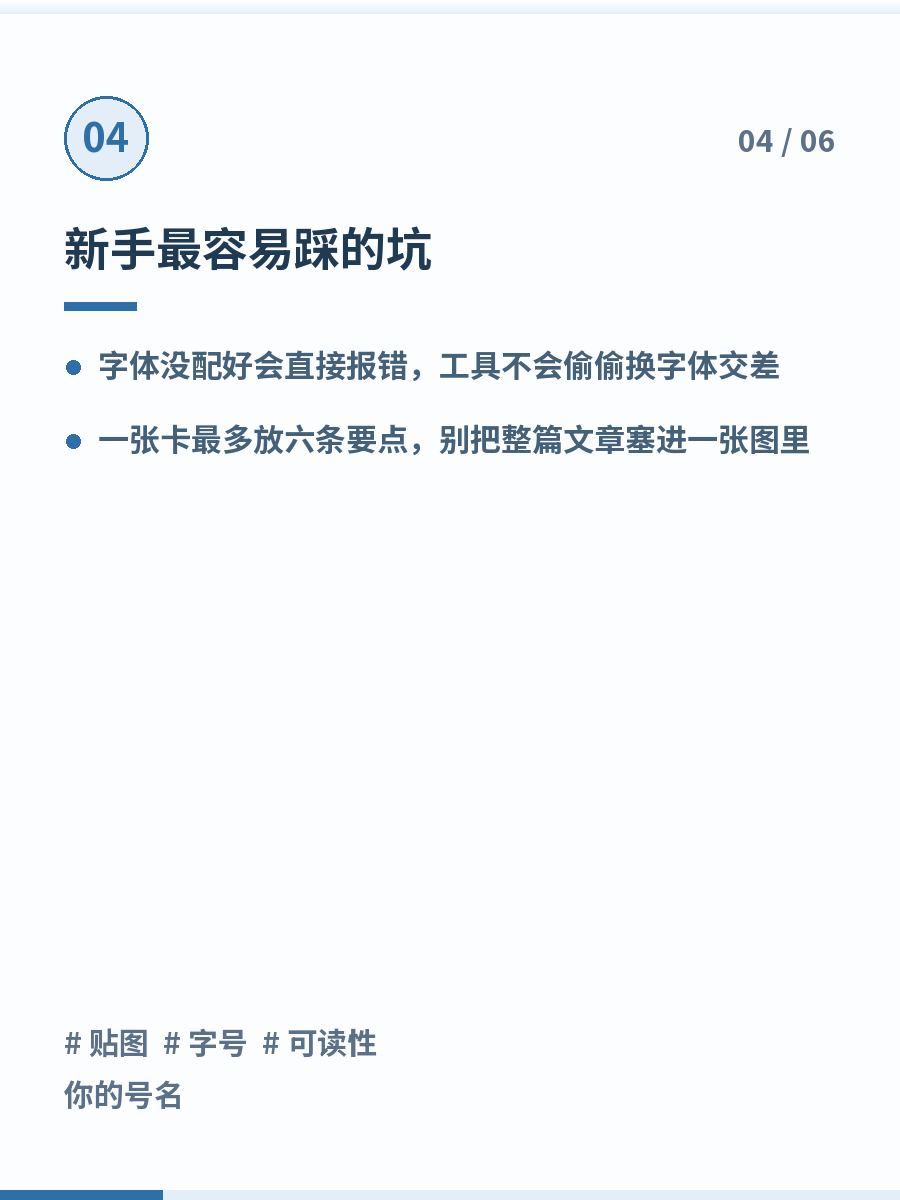 04
04 / 06
新手最容易踩的坑
字体没配好会直接报错，工具不会偷偷换字体交差
一张卡最多放六条要点，别把整篇文章塞进一张图里
# 贴图 # 字号 # 可读性
你的号名